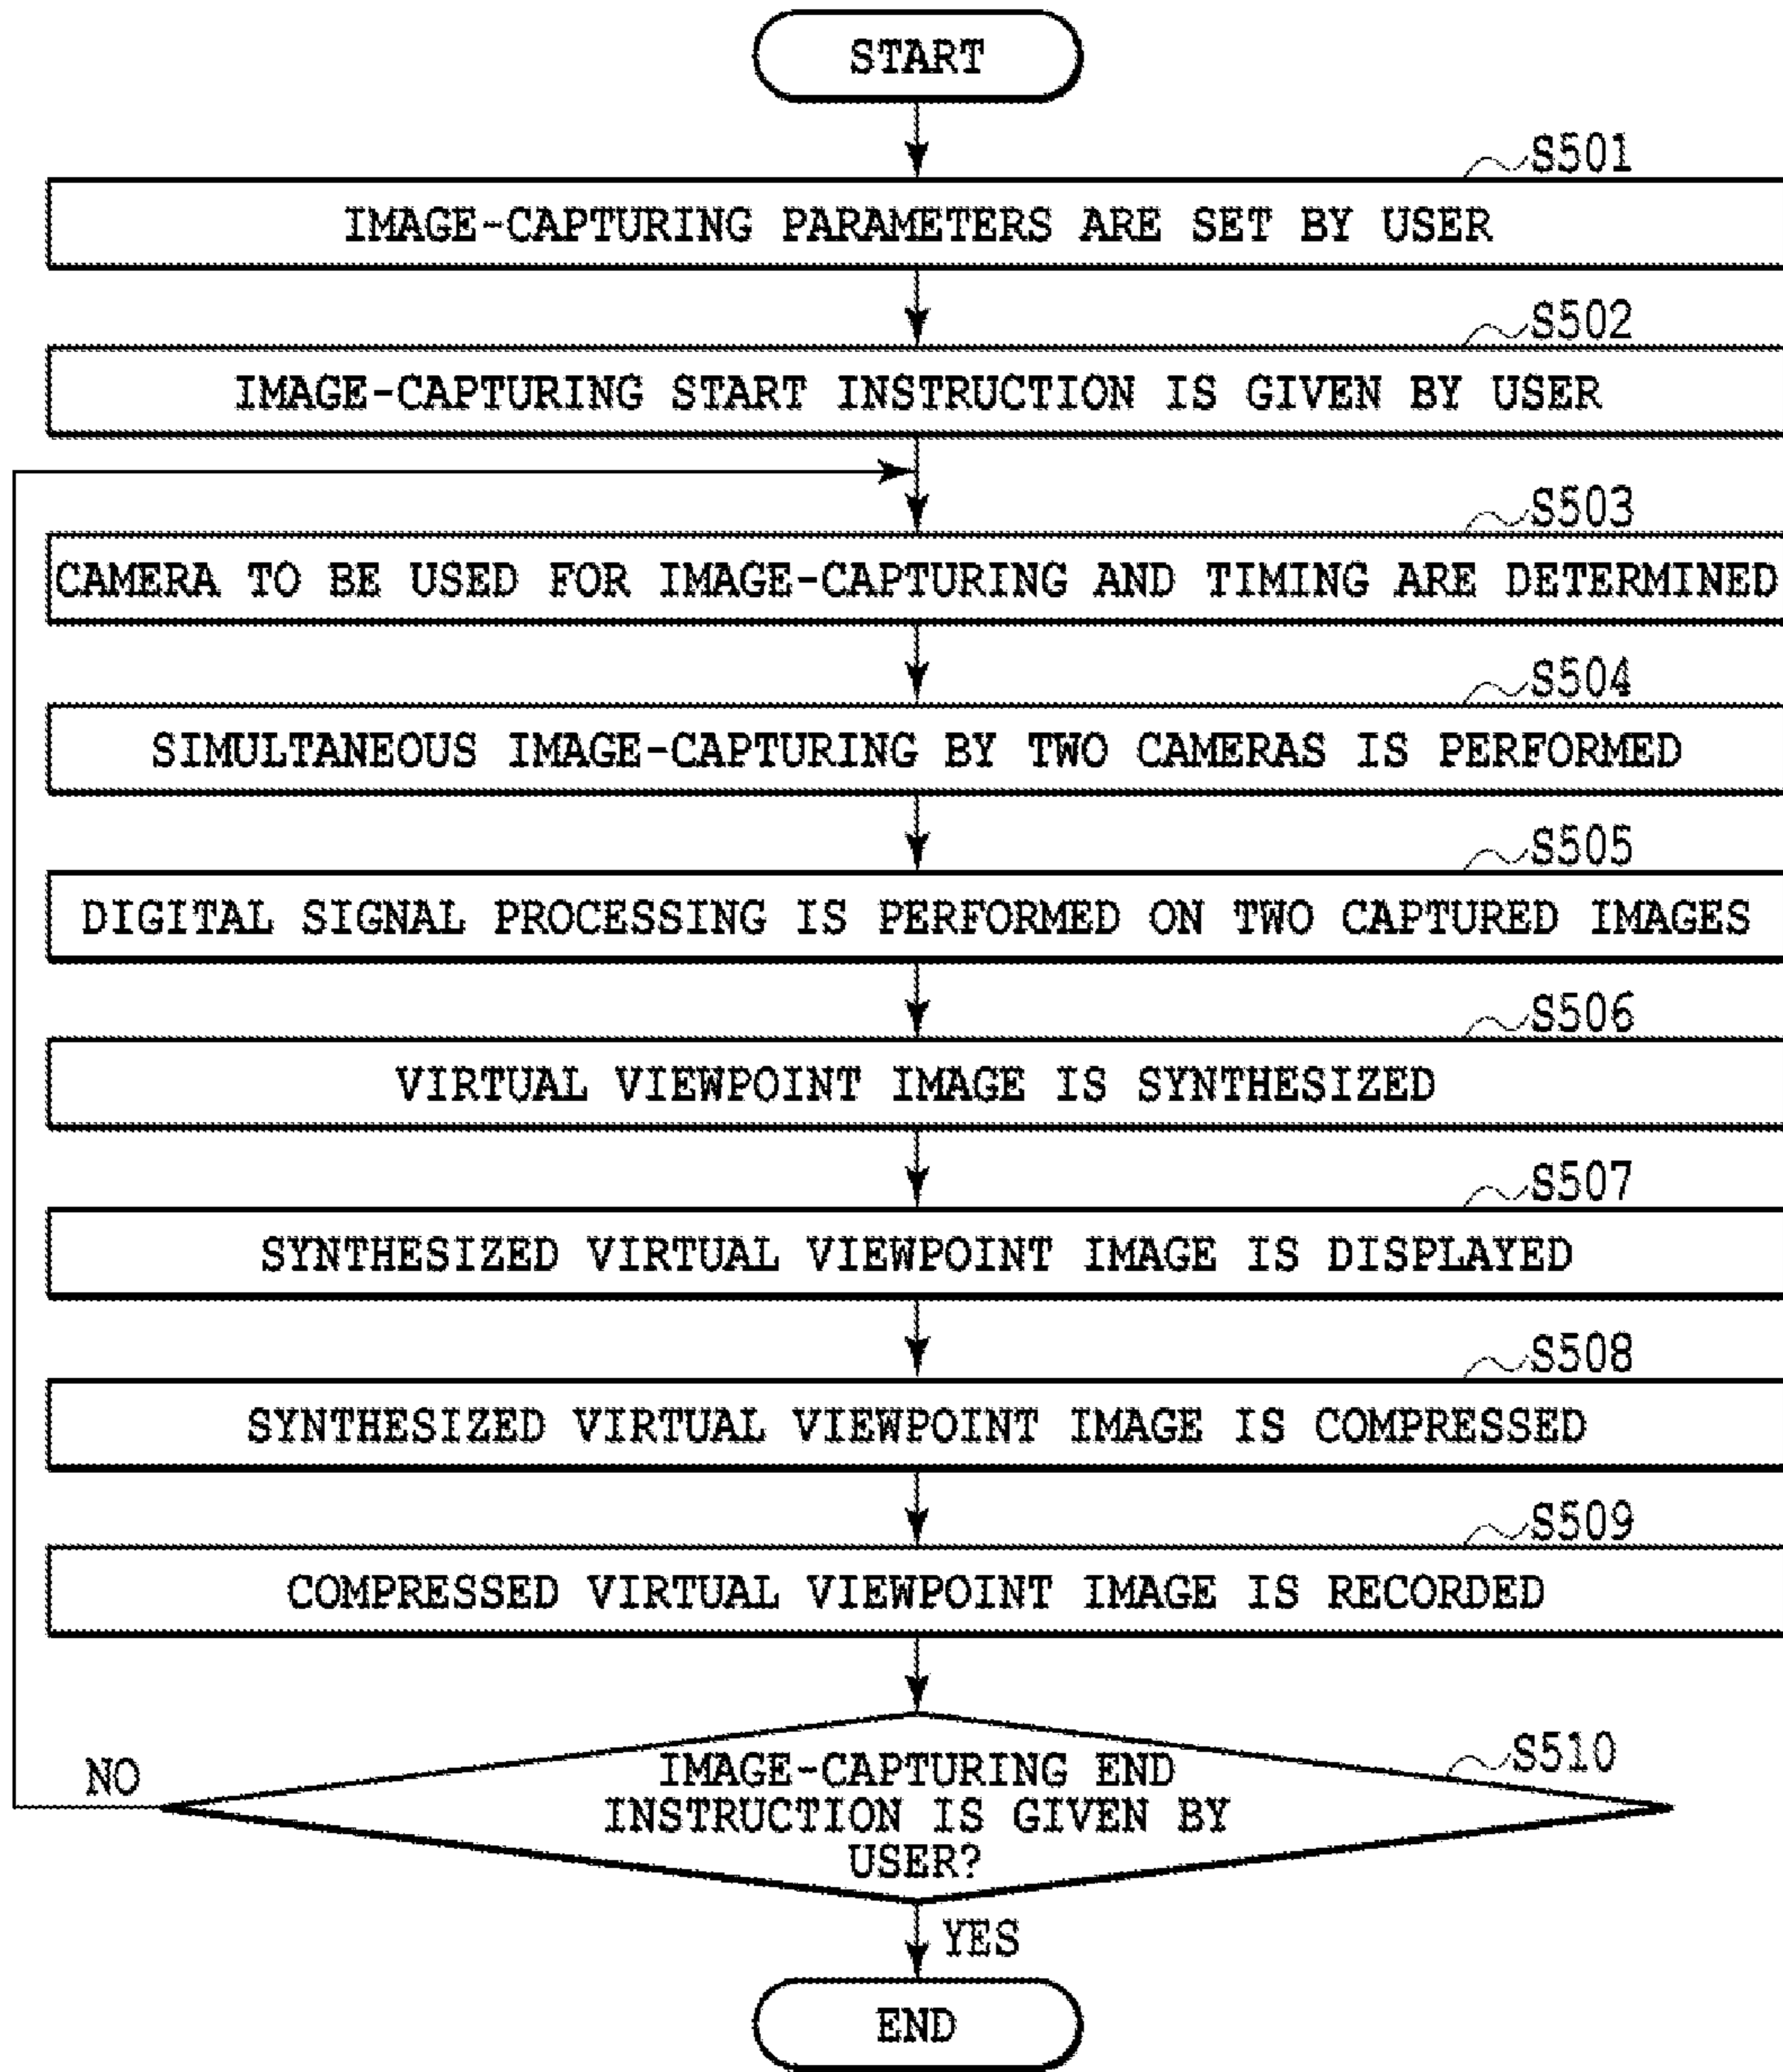 START
S501
IMAGE-CAPTURING PARAMETERS ARE SET BY USER
S502
IMAGE-CAPTURING START INSTRUCTION IS GIVEN BY USER
S503
CAMERA TO BE USED FOR IMAGE-CAPTURING AND TIMING ARE DETERMINED
S504
SIMULTANEOUS IMAGE-CAPTURING BY TWO CAMERAS IS PERFORMED
S505
DIGITAL SIGNAL PROCESSING IS PERFORMED ON TWO CAPTURED IMAGES
S506
VIRTUAL VIEWPOINT IMAGE IS SYNTHESIZED
S507
SYNTHESIZED VIRTUAL VIEWPOINT IMAGE IS DISPLAYED
S508
SYNTHESIZED VIRTUAL VIEWPOINT IMAGE IS COMPRESSED
S509
COMPRESSED VIRTUAL VIEWPOINT IMAGE IS RECORDED
S510
NO
IMAGE-CAPTURING END
INSTRUCTION IS GIVEN BY
USER?
YES
END